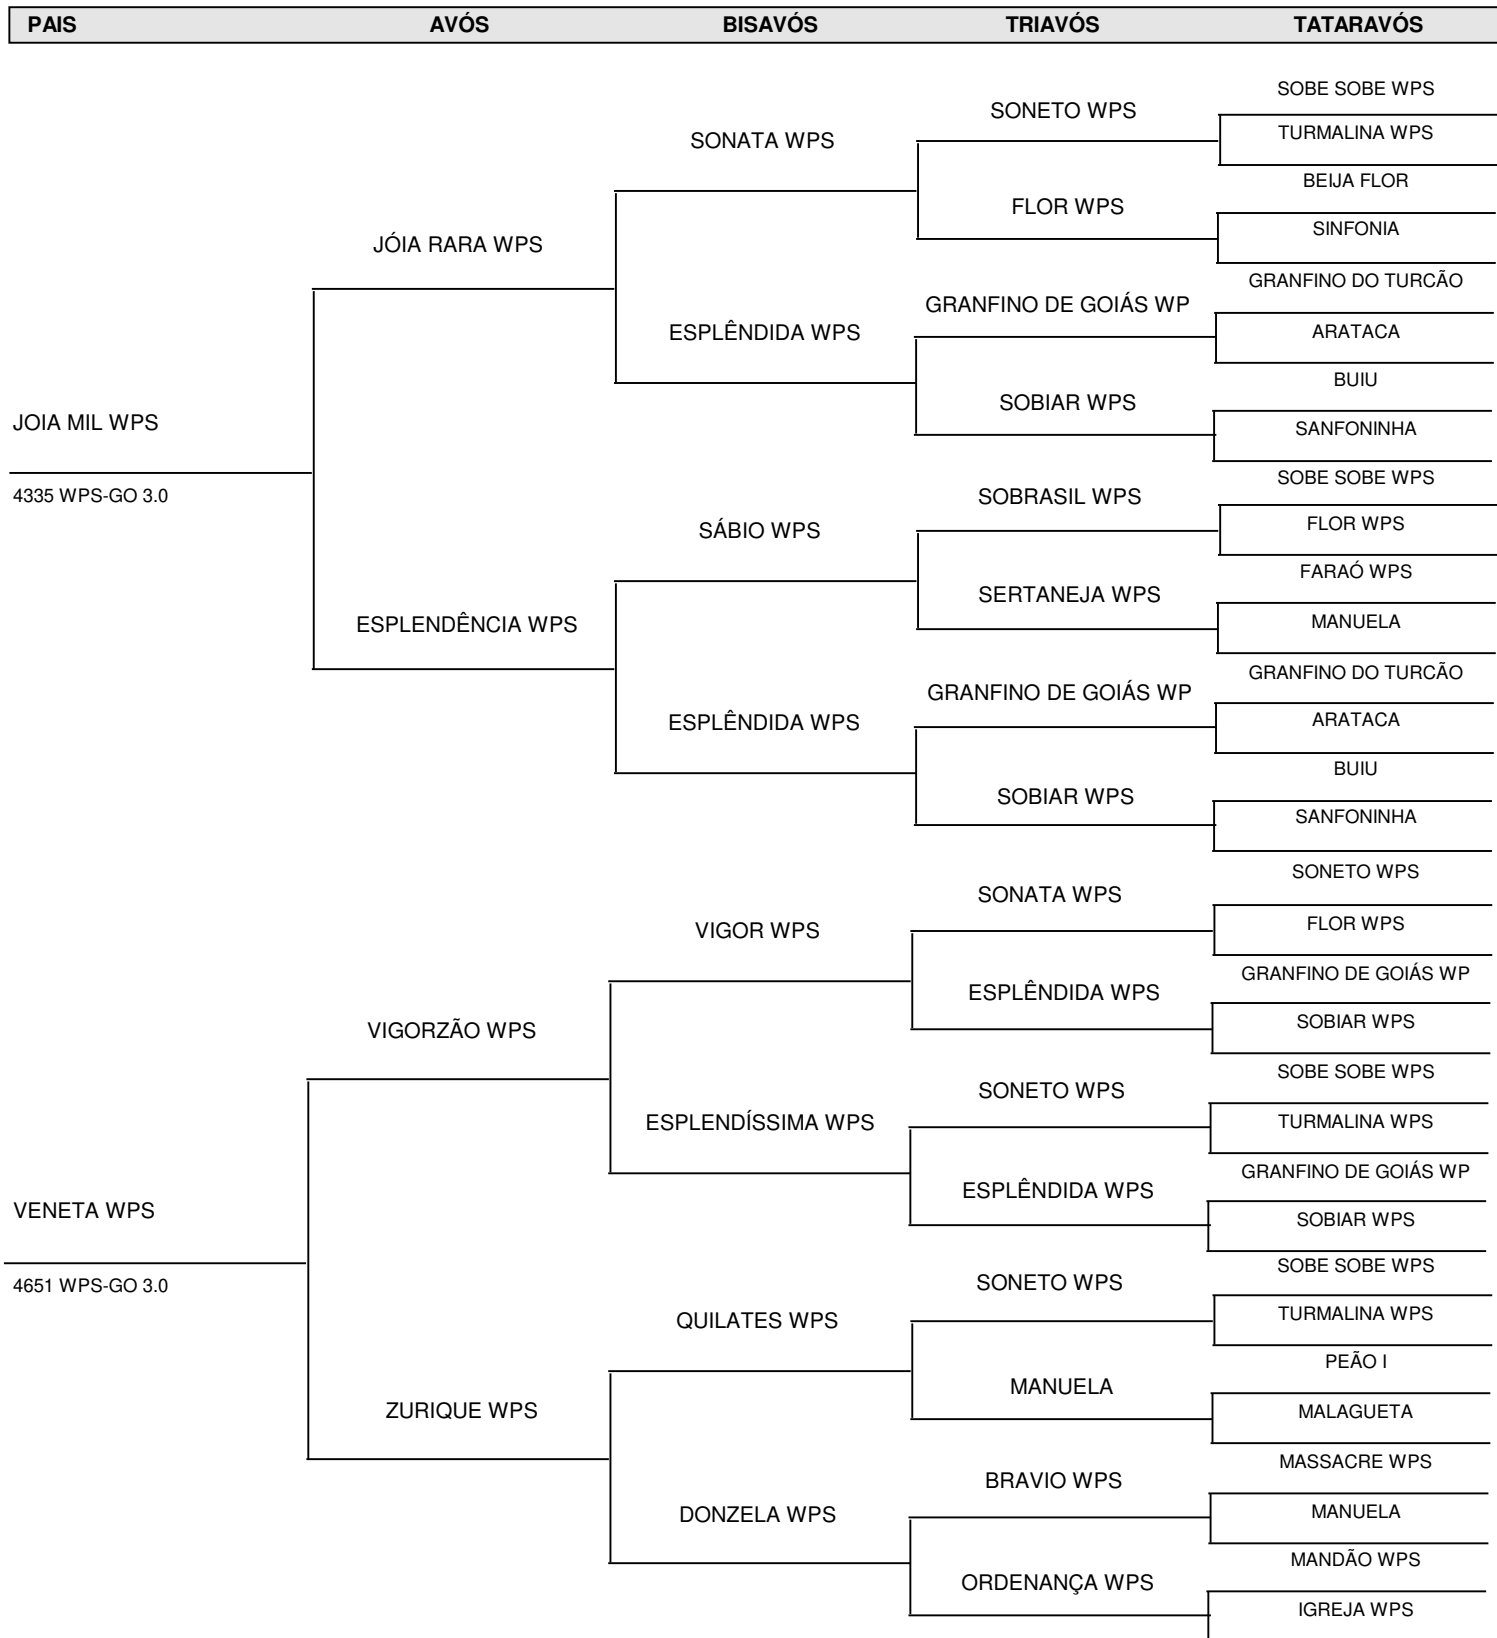 PAIS AVÓS BISAVÓS TRIAVÓS TATARAVÓS
SOBE SOBE WPS
SONETO WPS
TURMALINA WPS
SONATA WPS
BEIJA FLOR
FLOR WPS
SINFONIA
JÓIA RARA WPS
GRANFINO DO TURCÃO
GRANFINO DE GOIÁS WP
ARATACA
ESPLÊNDIDA WPS
BUIU
SOBIAR WPS
SANFONINHA
JOIA MIL WPS
4335 WPS-GO 3.0
SOBE SOBE WPS
SOBRASIL WPS
FLOR WPS
SÁBIO WPS
FARAÓ WPS
SERTANEJA WPS
MANUELA
ESPLENDÊNCIA WPS
GRANFINO DO TURCÃO
GRANFINO DE GOIÁS WP
ARATACA
ESPLÊNDIDA WPS
BUIU
SOBIAR WPS
SANFONINHA
SONETO WPS
SONATA WPS
FLOR WPS
VIGOR WPS
GRANFINO DE GOIÁS WP
ESPLÊNDIDA WPS
SOBIAR WPS
VIGORZÃO WPS
SOBE SOBE WPS
SONETO WPS
TURMALINA WPS
ESPLENDÍSSIMA WPS
GRANFINO DE GOIÁS WP
ESPLÊNDIDA WPS
SOBIAR WPS
VENETA WPS
4651 WPS-GO 3.0
SOBE SOBE WPS
SONETO WPS
TURMALINA WPS
QUILATES WPS
PEÃO I
MANUELA
MALAGUETA
ZURIQUE WPS
MASSACRE WPS
BRAVIO WPS
MANUELA
DONZELA WPS
MANDÃO WPS
ORDENANÇA WPS
IGREJA WPS